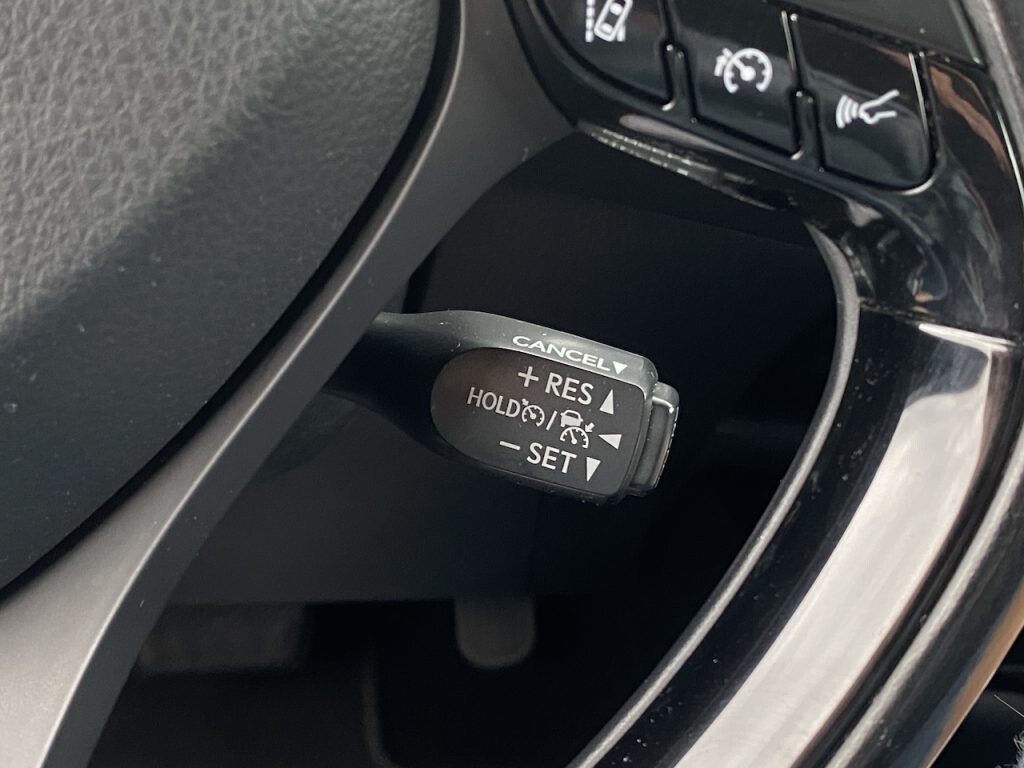 CANCEL▼
+ RES ▲
HOLD / ◀
− SET ▼